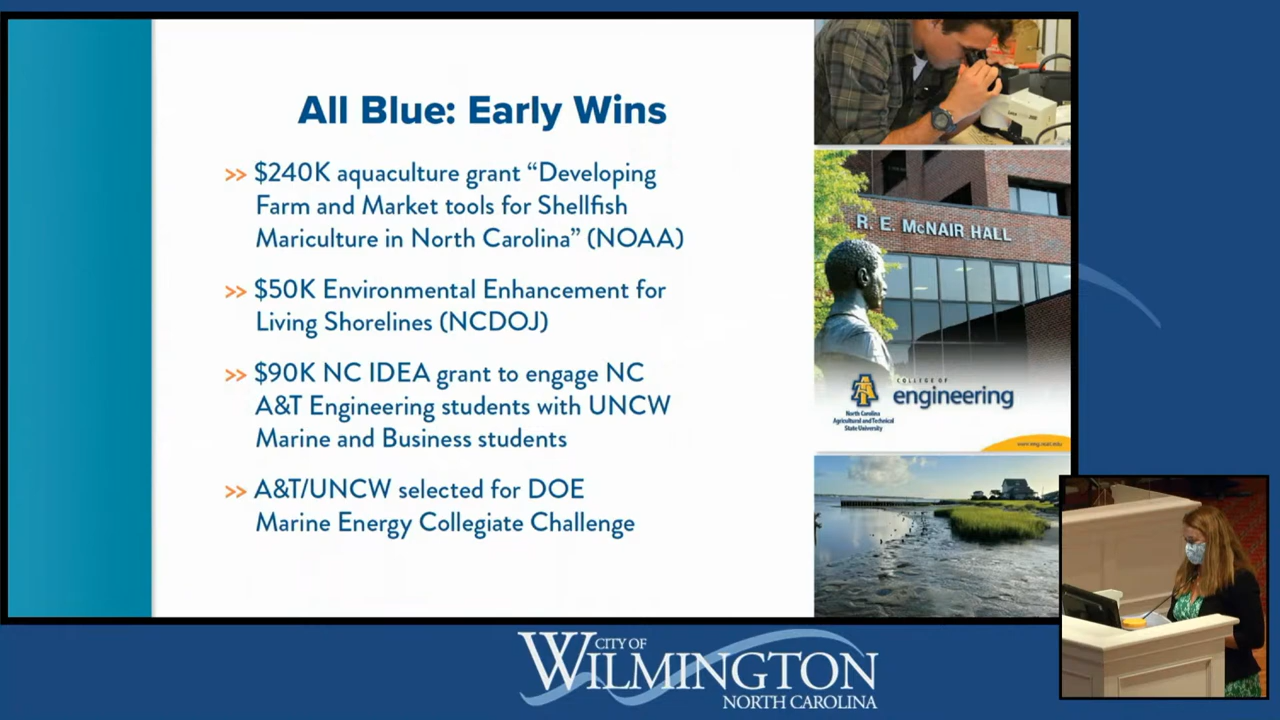 All Blue: Early Wins
>> $240K aquaculture grant “Developing
Farm and Market tools for Shellfish
Mariculture in North Carolina” (NOAA)
>> $50K Environmental Enhancement for
Living Shorelines (NCDOJ)
>> $90K NC IDEA grant to engage NC
A&T Engineering students with UNCW
Marine and Business students
>> A&T/UNCW selected for DOE
Marine Energy Collegiate Challenge
R. E. McNAIR HALL
COLLEGE OF
engineering
North Carolina
Agricultural and Technical
State University
CITY OF
WILMINGTON
NORTH CAROLINA